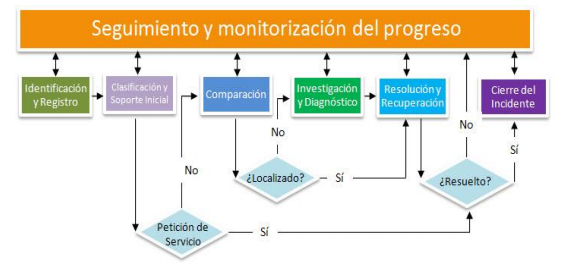 Seguimiento y monitorización del progreso
Identificación
y Registro
Clasificación y
Soporte Inicial
Comparación
Investigación
y Diagnóstico
Resolución y
Recuperación
Cierre del
Incidente
No
No
No
Sí
¿Localizado?
Sí
¿Resuelto?
Petición de
Servicio
Sí